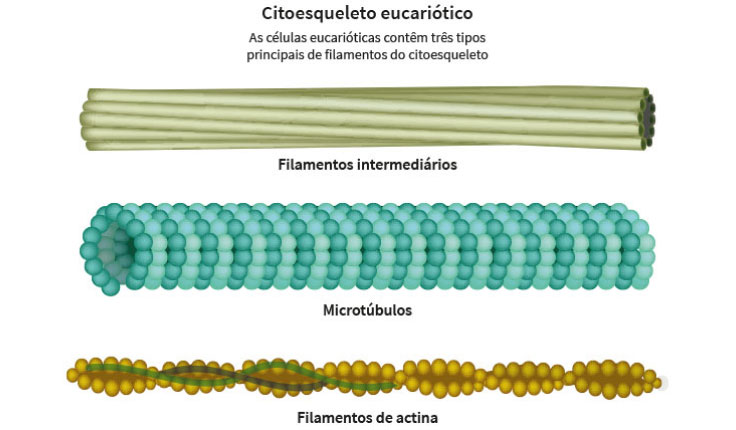 Citoesqueleto eucariótico
As células eucarióticas contêm três tipos
principais de filamentos do citoesqueleto
Filamentos intermediários
Microtúbulos
Filamentos de actina